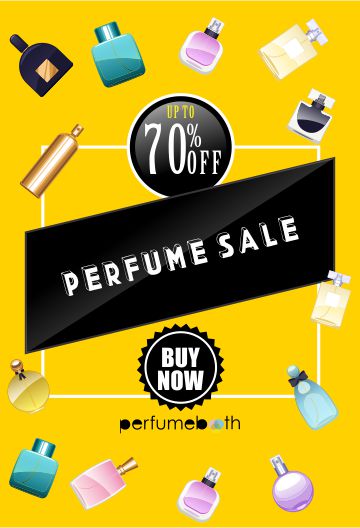 UP TO
70% OFF
PERFUME SALE
BUY
NOW
perfumebooth